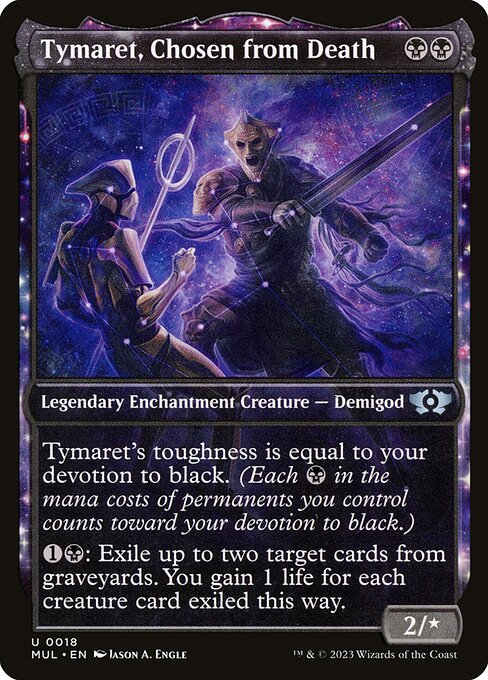 Tymaret, Chosen from Death
Legendary Enchantment Creature — Demigod
Tymaret's toughness is equal to your
devotion to black. (Each in the
mana costs of permanents you control
counts toward your devotion to black.)
1: Exile up to two target cards from
graveyards. You gain 1 life for each
creature card exiled this way.
2/★
U 0018
MUL • EN Jason A. Engle
™ & © 2023 Wizards of the Coast